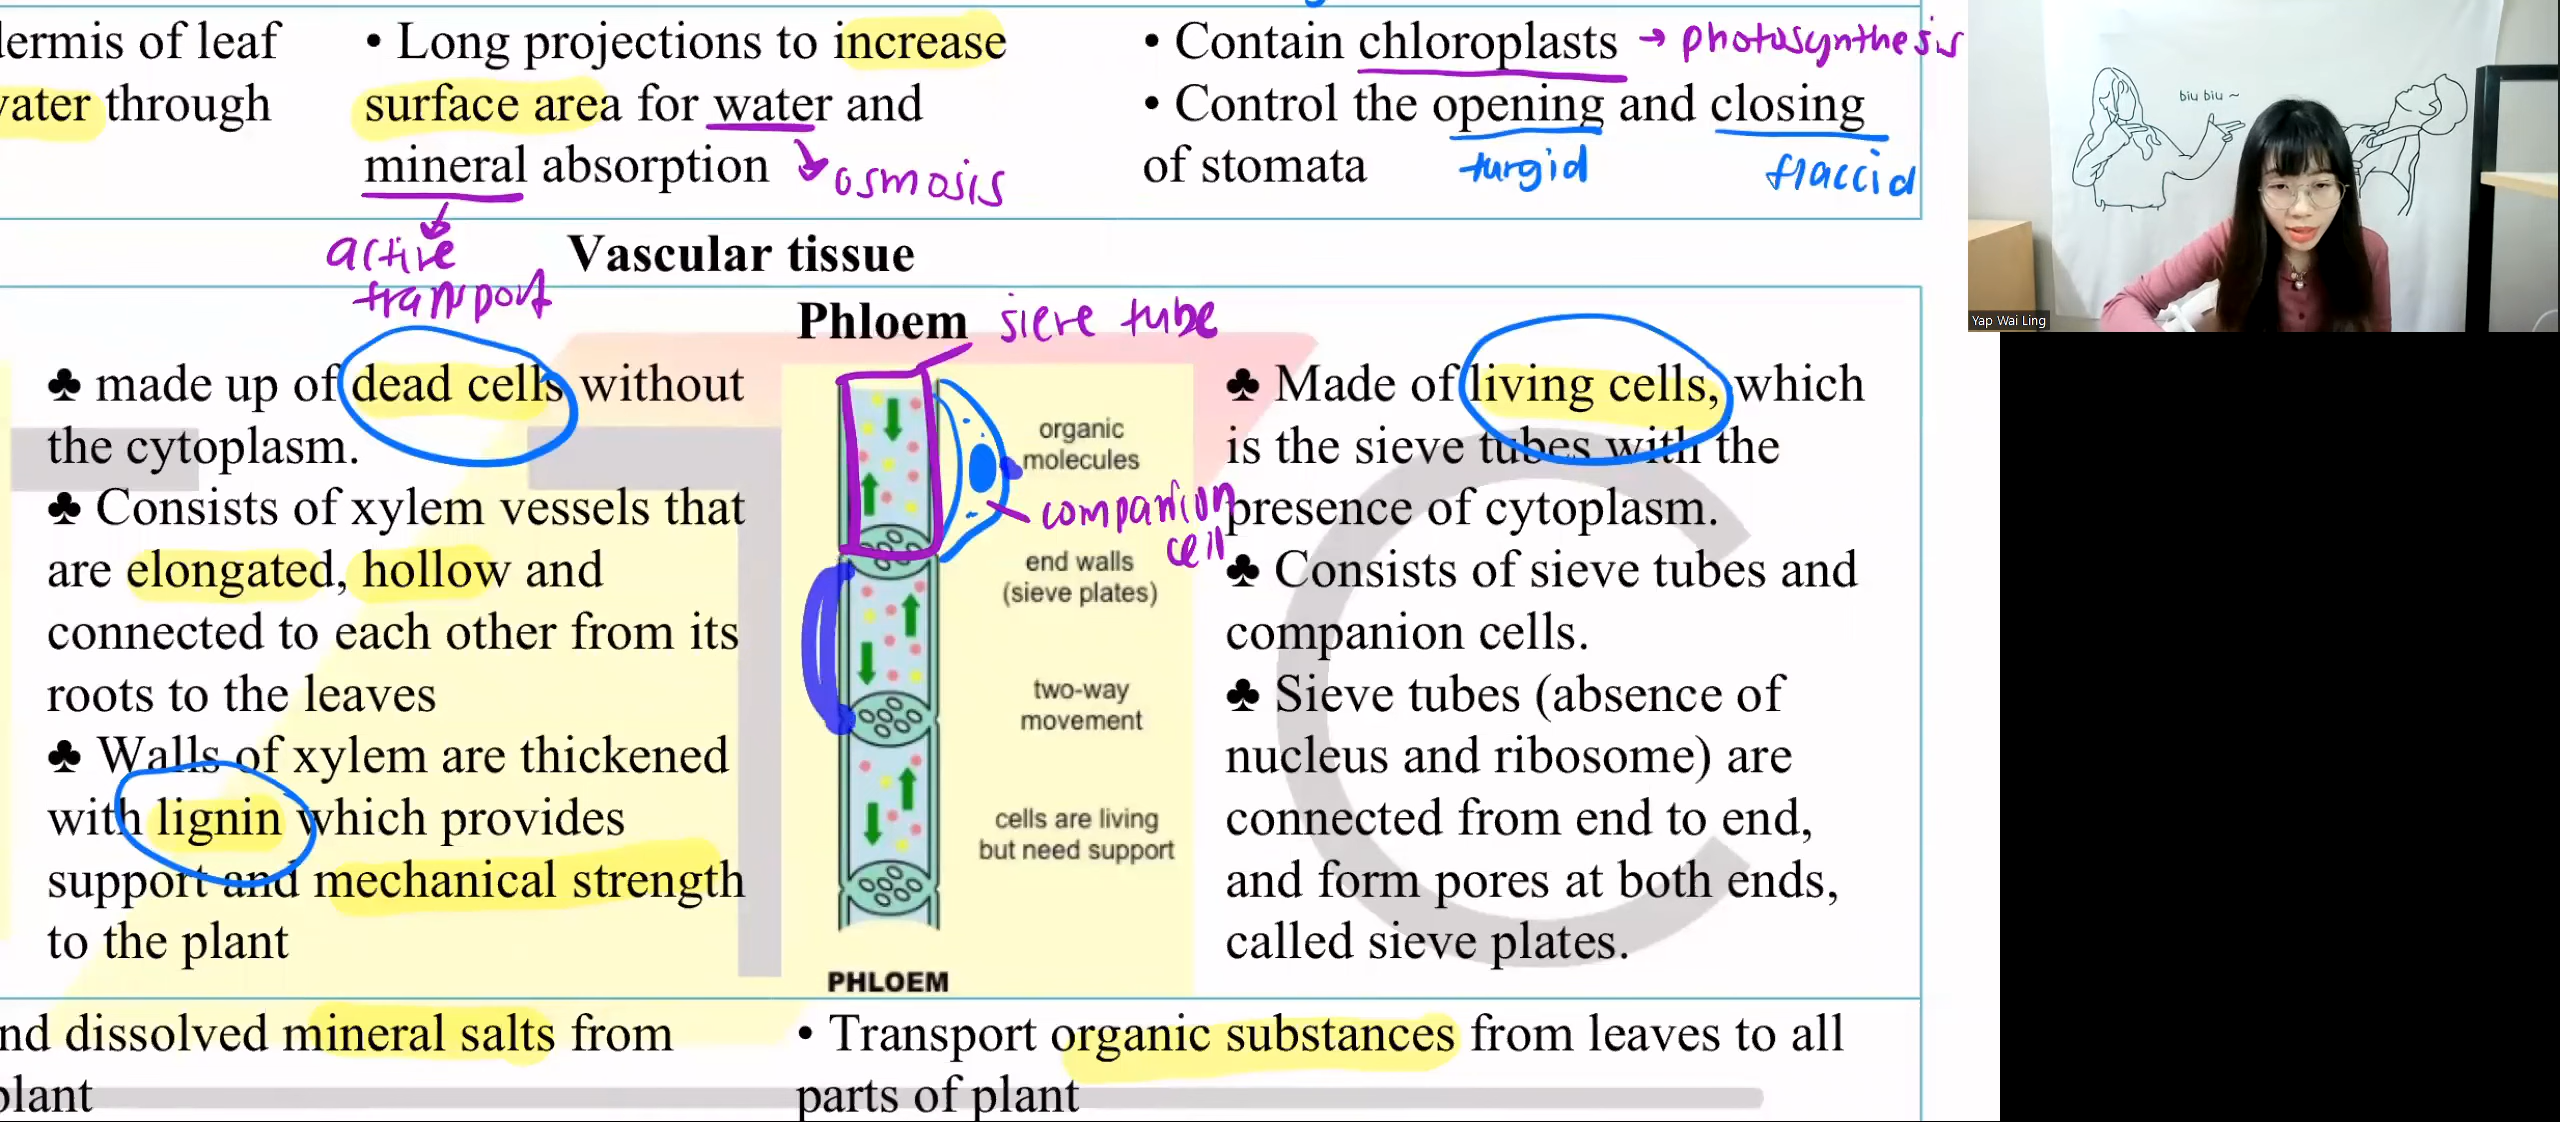 dermis of leaf
water through
• Long projections to increase
surface area for water and
mineral absorption
osmosis
active
transport
• Contain chloroplasts → photosynthesis
• Control the opening and closing
of stomata
turgid
flaccid
biu biu ~
Yap Wai Ling
Vascular tissue
♣ made up of dead cells without
the cytoplasm.
♣ Consists of xylem vessels that
are elongated, hollow and
connected to each other from its
roots to the leaves
♣ Walls of xylem are thickened
with lignin which provides
support and mechanical strength
to the plant
Phloem
sieve tube
organic
molecules
companion
cell
end walls
(sieve plates)
two-way
movement
cells are living
but need support
PHLOEM
♣ Made of living cells, which
is the sieve tubes with the
presence of cytoplasm.
♣ Consists of sieve tubes and
companion cells.
♣ Sieve tubes (absence of
nucleus and ribosome) are
connected from end to end,
and form pores at both ends,
called sieve plates.
nd dissolved mineral salts from
plant
• Transport organic substances from leaves to all
parts of plant